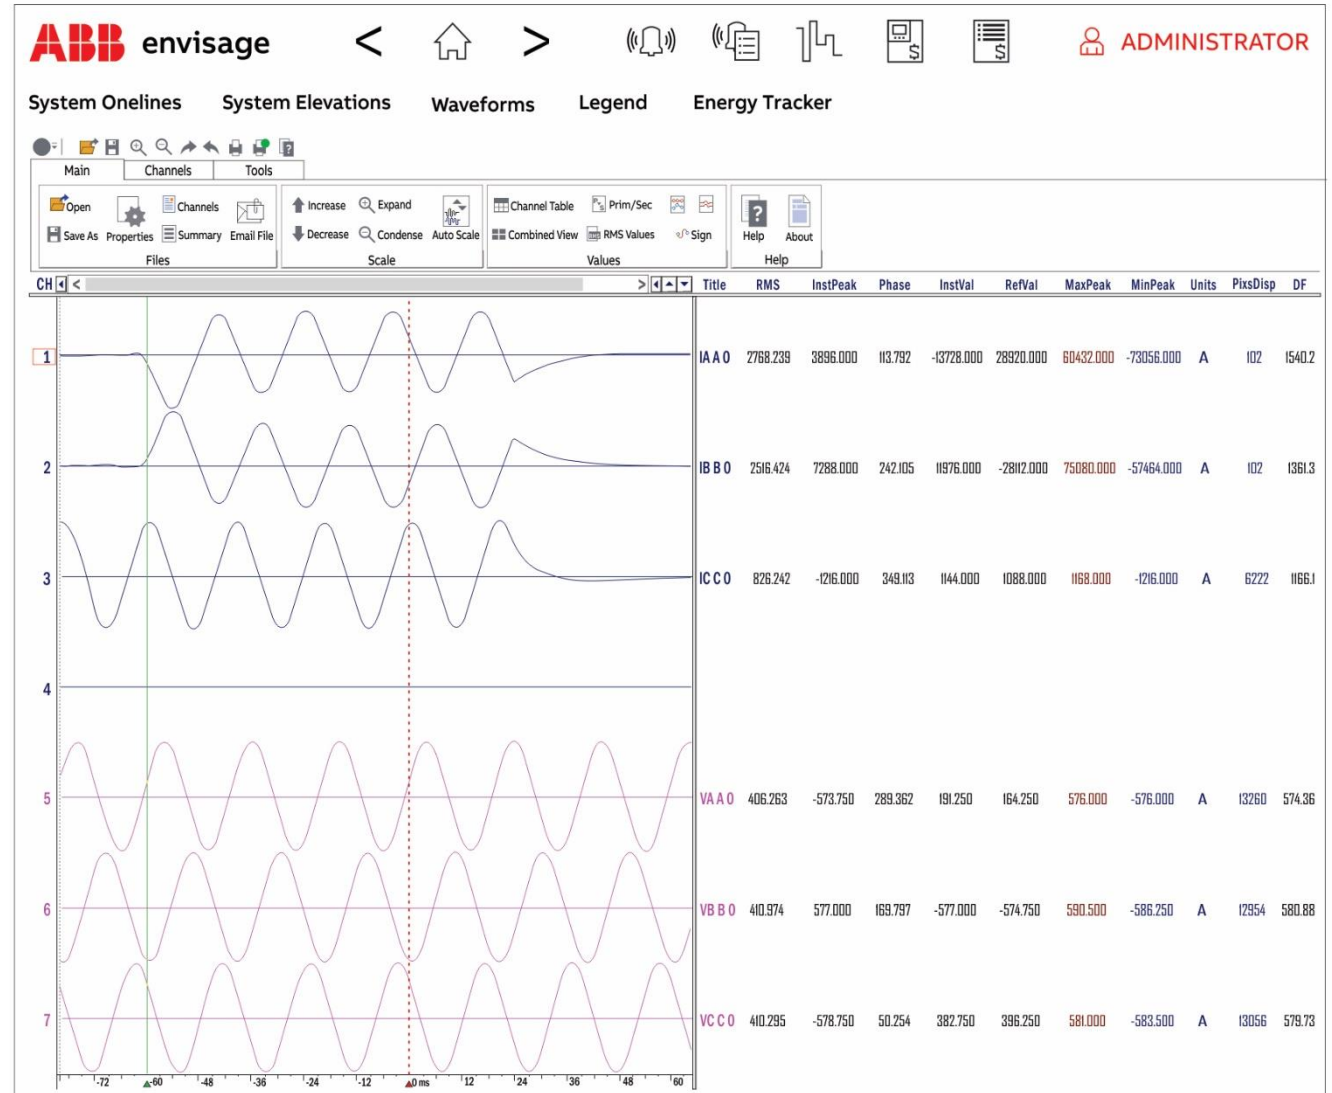 ABB envisage < > ADMINISTRATOR
System Onelines System Elevations Waveforms Legend Energy Tracker
Main Channels Tools
Open Properties Channels Email File Increase Expand Auto Scale Channel Table Prim/Sec Help About
Save As Summary Decrease Condense Combined View RMS Values Sign
Files Scale Values Help
CH < > Title RMS InstPeak Phase InstVal RefVal MaxPeak MinPeak Units PixsDisp DF
1 IA A 0 2768.239 3896.000 113.792 -13728.000 28920.000 60432.000 -73056.000 A 102 1540.2
2 IB B 0 2516.424 7288.000 242.105 11976.000 -28112.000 75080.000 -57464.000 A 102 1361.3
3 IC C 0 826.242 -1216.000 349.113 1144.000 1088.000 1168.000 -1216.000 A 6222 1166.1
4
5 VA A 0 406.263 -573.750 289.362 191.250 164.250 576.000 -576.000 A 13260 574.36
6 VB B 0 410.974 577.000 169.797 -577.000 -574.750 590.500 -586.250 A 12954 580.88
7 VC C 0 410.295 -578.750 50.254 382.750 396.250 581.000 -583.500 A 13056 579.73
-72 -60 -48 -36 -24 -12 0 ms 12 24 36 48 60